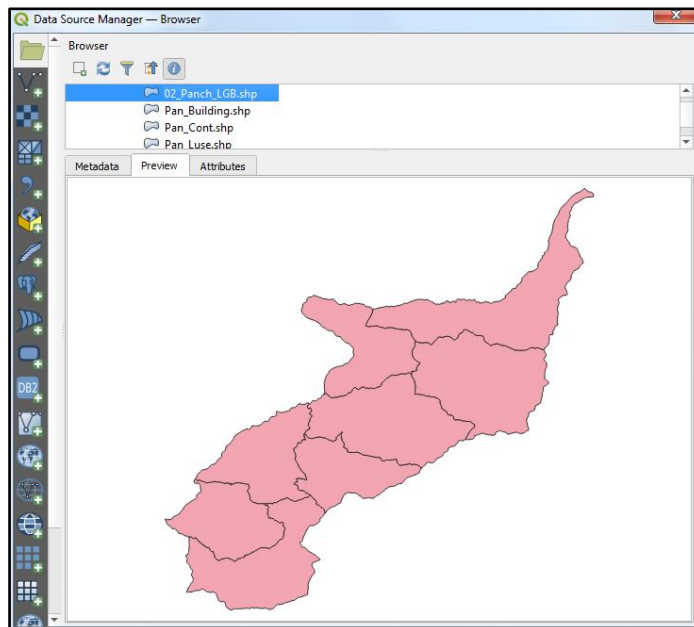 Data Source Manager — Browser
Browser
02_Panch_LGB.shp
Pan_Building.shp
Pan_Cont.shp
Pan_Luse.shp
Metadata Preview Attributes
DB2